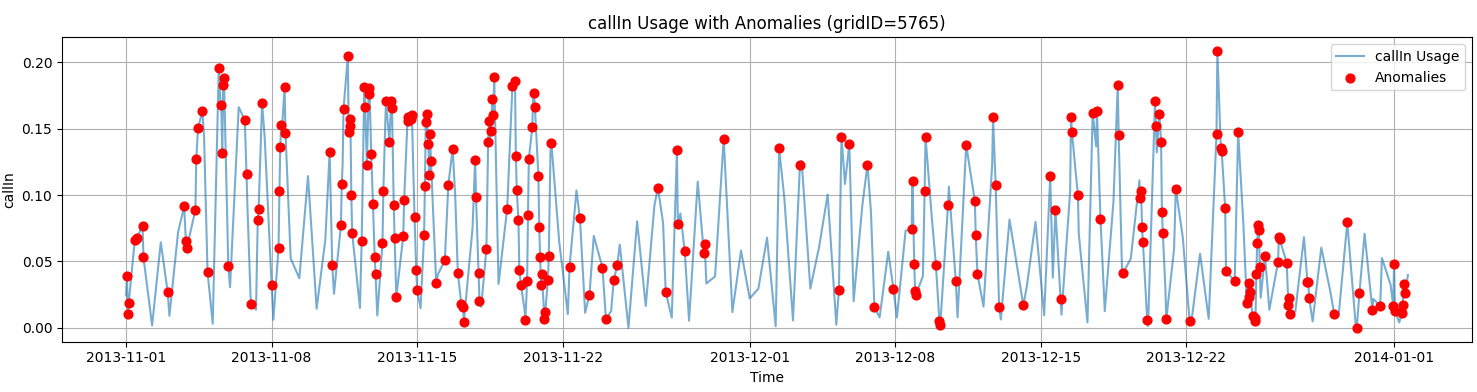 callIn Usage with Anomalies (gridID=5765)
callIn Usage
Anomalies
callIn
0.20
0.15
0.10
0.05
0.00
2013-11-01
2013-11-08
2013-11-15
2013-11-22
2013-12-01
2013-12-08
2013-12-15
2013-12-22
2014-01-01
Time